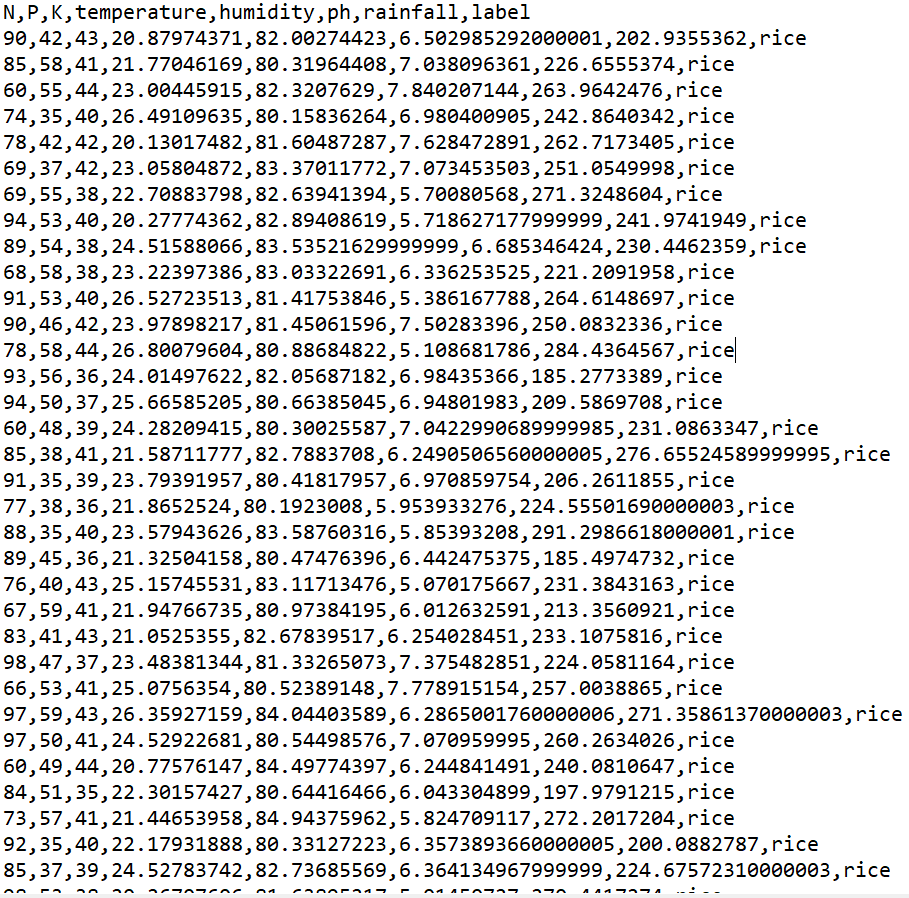 N,P,K,temperature,humidity,ph,rainfall,label
90,42,43,20.87974371,82.00274423,6.502985292000001,202.9355362,rice
85,58,41,21.77046169,80.31964408,7.038096361,226.6555374,rice
60,55,44,23.00445915,82.3207629,7.840207144,263.9642476,rice
74,35,40,26.49109635,80.15836264,6.980400905,242.8640342,rice
78,42,42,20.13017482,81.60487287,7.628472891,262.7173405,rice
69,37,42,23.05804872,83.37011772,7.073453503,251.0549998,rice
69,55,38,22.70883798,82.63941394,5.70080568,271.3248604,rice
94,53,40,20.27774362,82.89408619,5.718627177999999,241.9741949,rice
89,54,38,24.51588066,83.53521629999999,6.685346424,230.4462359,rice
68,58,38,23.22397386,83.03322691,6.336253525,221.2091958,rice
91,53,40,26.52723513,81.41753846,5.386167788,264.6148697,rice
90,46,42,23.97898217,81.45061596,7.50283396,250.0832336,rice
78,58,44,26.80079604,80.88684822,5.108681786,284.4364567,rice
93,56,36,24.01497622,82.05687182,6.98435366,185.2773389,rice
94,50,37,25.66585205,80.66385045,6.94801983,209.5869708,rice
60,48,39,24.28209415,80.30025587,7.0422990689999985,231.0863347,rice
85,38,41,21.58711777,82.7883708,6.2490506560000005,276.65524589999995,rice
91,35,39,23.79391957,80.41817957,6.970859754,206.2611855,rice
77,38,36,21.8652524,80.1923008,5.953933276,224.55501690000003,rice
88,35,40,23.57943626,83.58760316,5.85393208,291.2986618000001,rice
89,45,36,21.32504158,80.47476396,6.442475375,185.4974732,rice
76,40,43,25.15745531,83.11713476,5.070175667,231.3843163,rice
67,59,41,21.94766735,80.97384195,6.012632591,213.3560921,rice
83,41,43,21.0525355,82.67839517,6.254028451,233.1075816,rice
98,47,37,23.48381344,81.33265073,7.375482851,224.0581164,rice
66,53,41,25.0756354,80.52389148,7.778915154,257.0038865,rice
97,59,43,26.35927159,84.04403589,6.2865001760000006,271.35861370000003,rice
97,50,41,24.52922681,80.54498576,7.070959995,260.2634026,rice
60,49,44,20.77576147,84.49774397,6.244841491,240.0810647,rice
84,51,35,22.30157427,80.64416466,6.043304899,197.9791215,rice
73,57,41,21.44653958,84.94375962,5.824709117,272.2017204,rice
92,35,40,22.17931888,80.33127223,6.3573893660000005,200.0882787,rice
85,37,39,24.52783742,82.73685569,6.364134967999999,224.67572310000003,rice